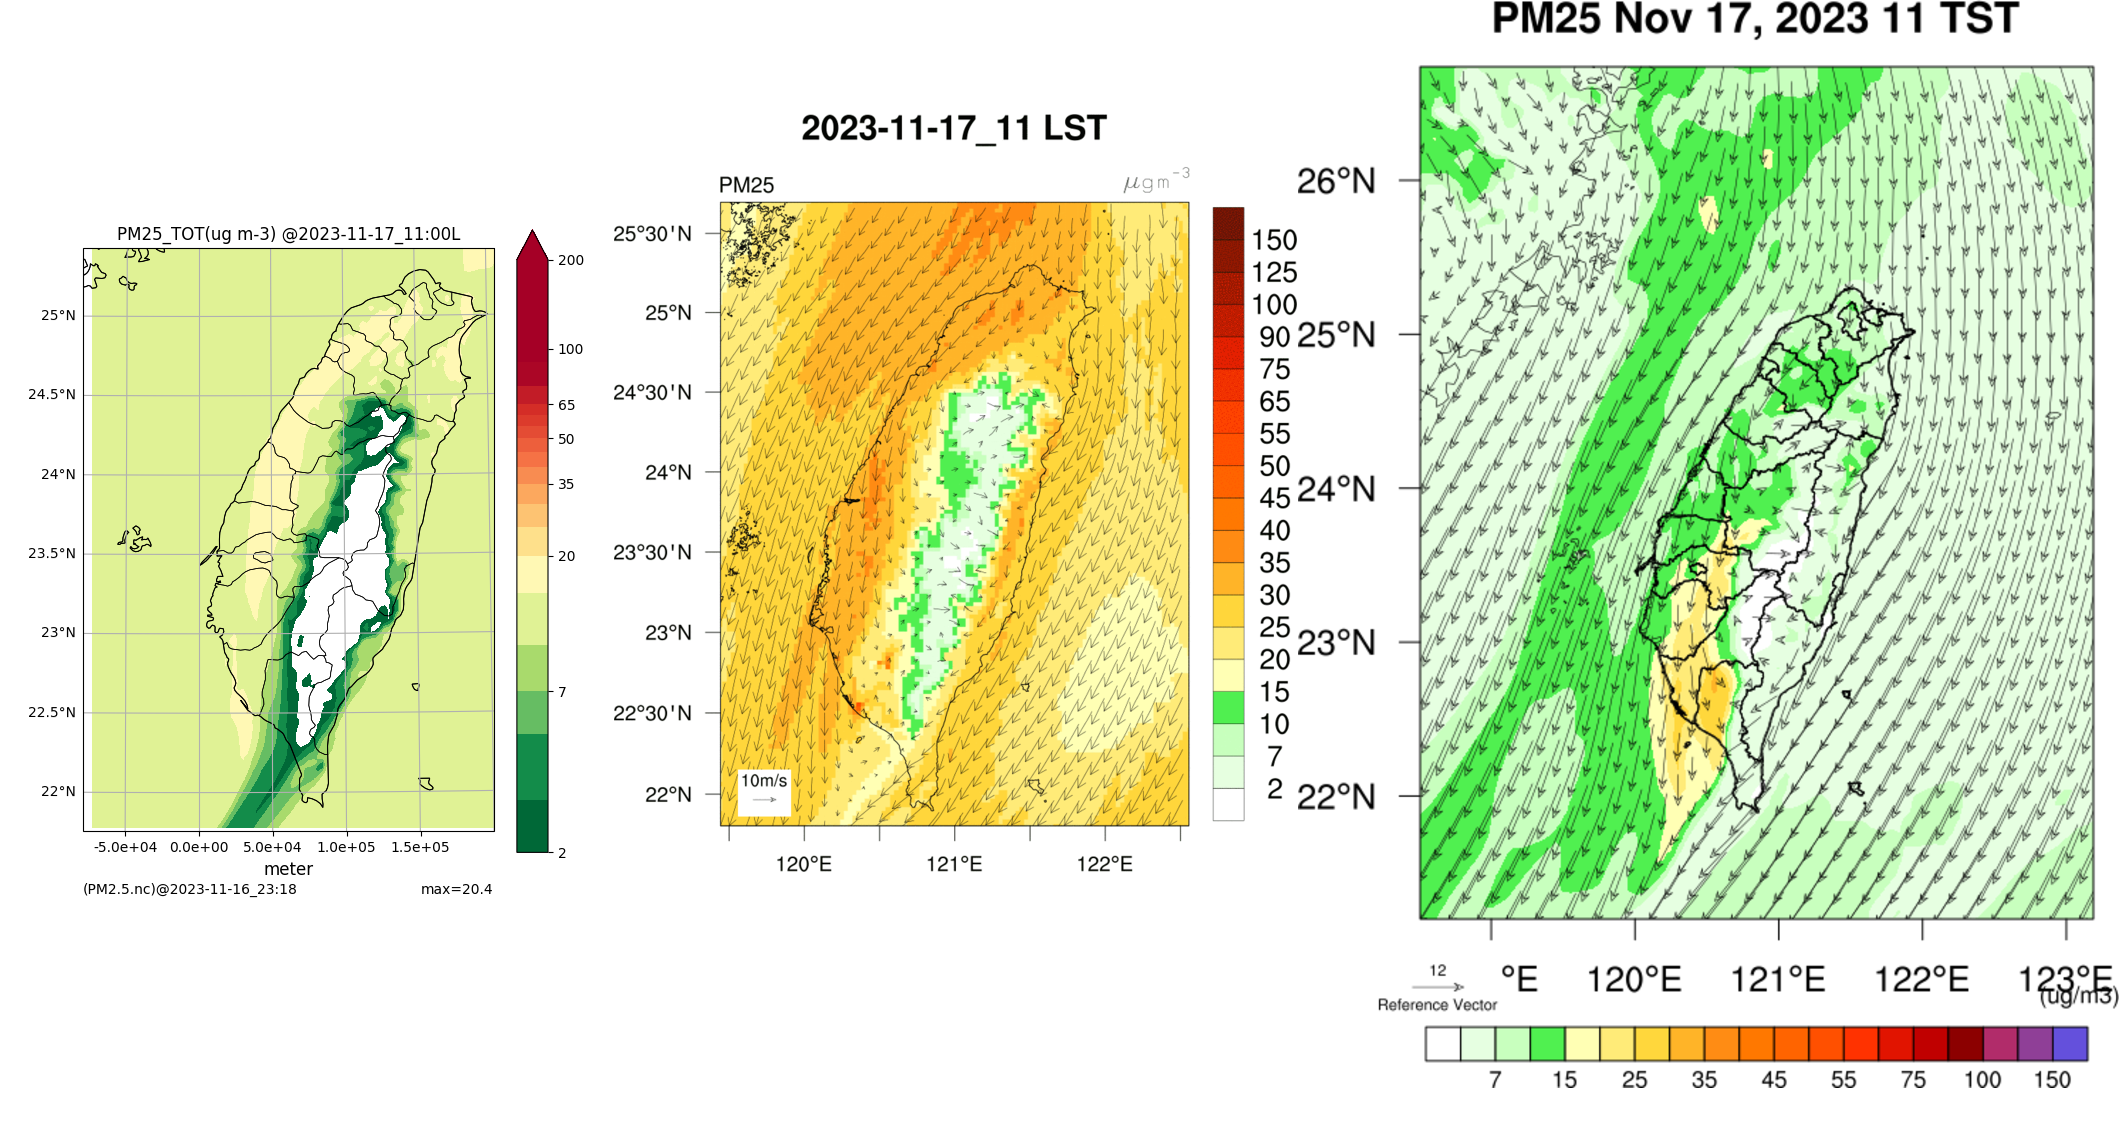 PM25_TOT(ug m-3) @2023-11-17_11:00L
25°N
24.5°N
24°N
23.5°N
23°N
22.5°N
22°N
-5.0e+04 0.0e+00 5.0e+04 1.0e+05 1.5e+05
meter
(PM2.5.nc)@2023-11-16_23:18 max=20.4
200
100
65
50
35
20
7
2
2023-11-17_11 LST
PM25 μgm⁻³
25°30'N
25°N
24°30'N
24°N
23°30'N
23°N
22°30'N
22°N
10m/s
120°E 121°E 122°E
150
125
100
90
75
65
55
50
45
40
35
30
25
20
15
10
7
2
PM25 Nov 17, 2023 11 TST
26°N
25°N
24°N
23°N
22°N
°E 120°E 121°E 122°E 123°E
12
Reference Vector
(ug/m3)
7 15 25 35 45 55 75 100 150